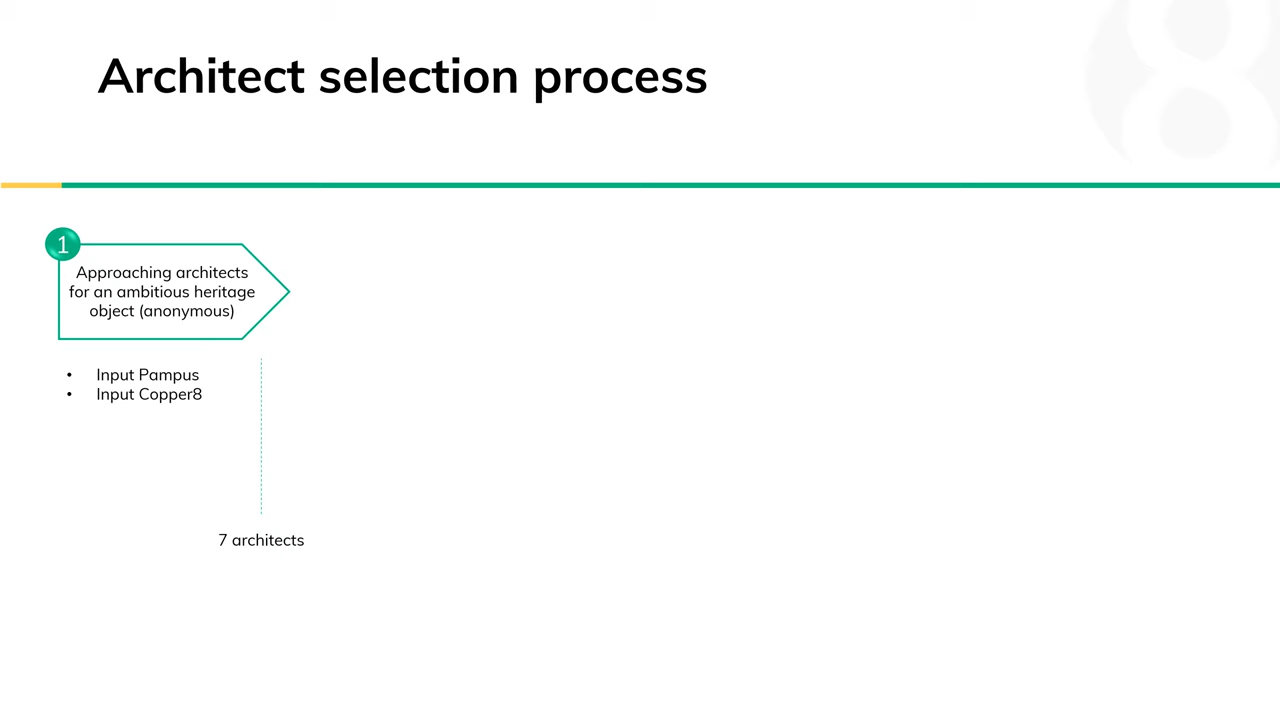 Architect selection process
1
Approaching architects
for an ambitious heritage
object (anonymous)
• Input Pampus
• Input Copper8
7 architects